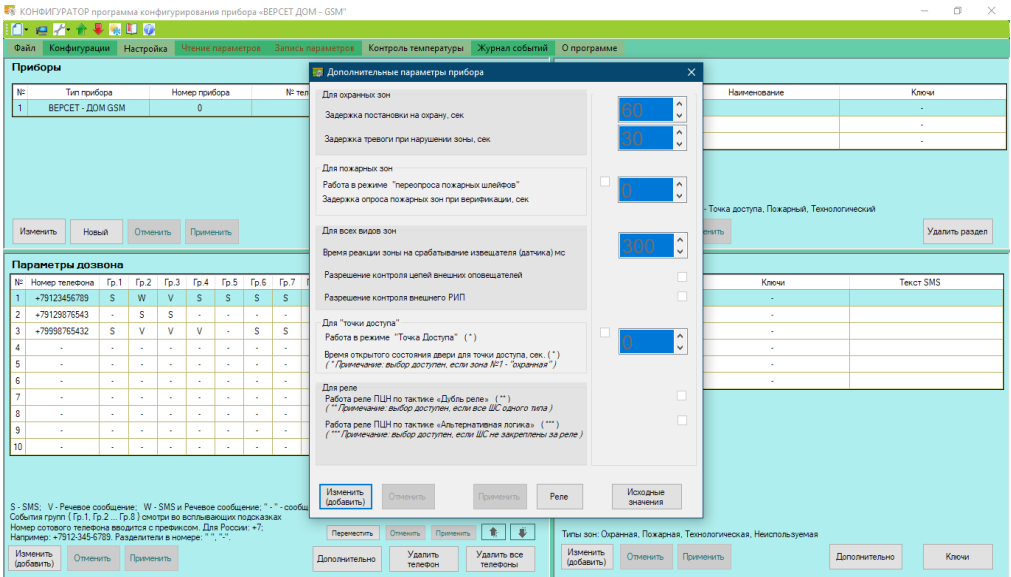 КОНФИГУРАТОР программа конфигурирования прибора «ВЕРСЕТ ДОМ - GSM"
Файл Конфигурации Настройка Чтение параметров Запись параметров Контроль температуры Журнал событий О программе
Приборы
№ Тип прибора Номер прибора № тел
1 ВЕРСЕТ - ДОМ GSM 0
Изменить Новый Отменить Применить
Наименование Ключи
-
-
-
- Точка доступа, Пожарный, Технологический
енить Удалить раздел
Параметры дозвона
№ Номер телефона Гр.1 Гр.2 Гр.3 Гр.4 Гр.5 Гр.6 Гр.7
1 +79123456789 S W V S S S S
2 +79129876543 - S S - - - -
3 +79998765432 S V V V - S S
4 - - - - - - - -
5 - - - - - - - -
6 - - - - - - - -
7 - - - - - - - -
8 - - - - - - - -
9 - - - - - - - -
10 - - - - - - - -
S - SMS; V - Речевое сообщение; W - SMS и Речевое сообщение; " - " - сообщ
События групп ( Гр.1, Гр.2 ... Гр.8 ) смотри во всплывающих подсказках
Номер сотового телефона вводится с префиксом. Для России: +7;
Например: +7912-345-6789. Разделители в номере: " ", "-".
Переместить Отменить Применить
Изменить (добавить) Отменить Применить Дополнительно Удалить телефон Удалить все телефоны
Ключи Текст SMS
-
-
-
-
-
-
Типы зон: Охранная, Пожарная, Технологическая, Неиспользуемая
Изменить (добавить) Отменить Применить Дополнительно Ключи
Дополнительные параметры прибора
Для охранных зон
Задержка постановки на охрану, сек 60
Задержка тревоги при нарушении зоны, сек 30
Для пожарных зон
Работа в режиме "переопроса пожарных шлейфов"
Задержка опроса пожарных зон при верификации, сек 0
Для всех видов зон
Время реакции зоны на срабатывание извещателя (датчика) мс 300
Разрешение контроля цепей внешних оповещателей
Разрешение контроля внешнего РИП
Для "точки доступа"
Работа в режиме "Точка Доступа" ( * )
Время открытого состояния двери для точки доступа, сек. ( * ) 0
( * Примечание: выбор доступен, если зона №1 - "охранная" )
Для реле
Работа реле ПЦН по тактике «Дубль реле» ( ** )
( ** Примечание: выбор доступен, если все ШС одного типа )
Работа реле ПЦН по тактике «Альтернативная логика» ( *** )
( *** Примечание: выбор доступен, если ШС не закреплены за реле )
Изменить (добавить) Отменить Применить Реле Исходные значения